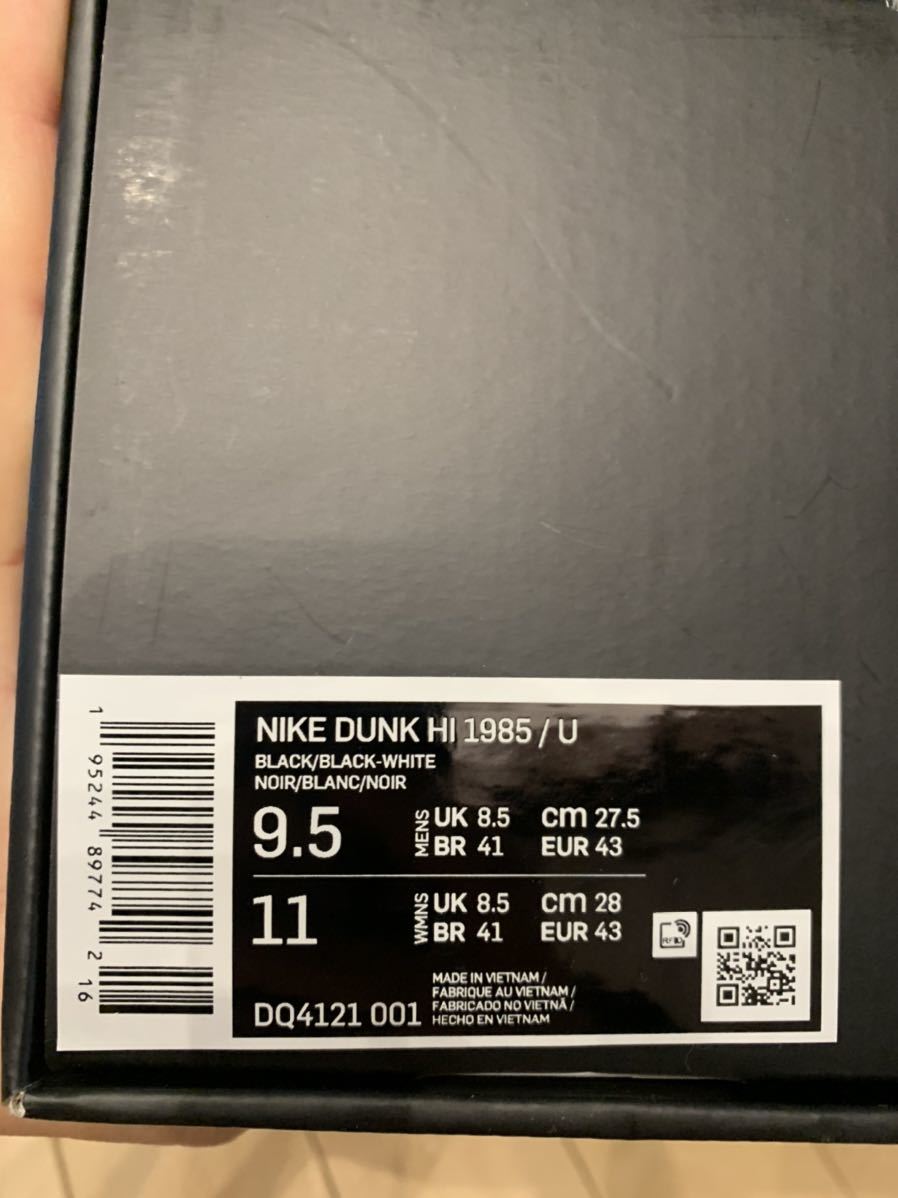 NIKE DUNK HI 1985 / U
BLACK/BLACK-WHITE
NOIR/BLANC/NOIR
9.5 MENS UK 8.5 cm 27.5
BR 41 EUR 43
11 WMNS UK 8.5 cm 28
BR 41 EUR 43
RFID
DQ4121 001
MADE IN VIETNAM /
FABRIQUE AU VIETNAM /
FABRICADO NO VIETNÃ /
HECHO EN VIETNAM
1 95244 89774 2 16